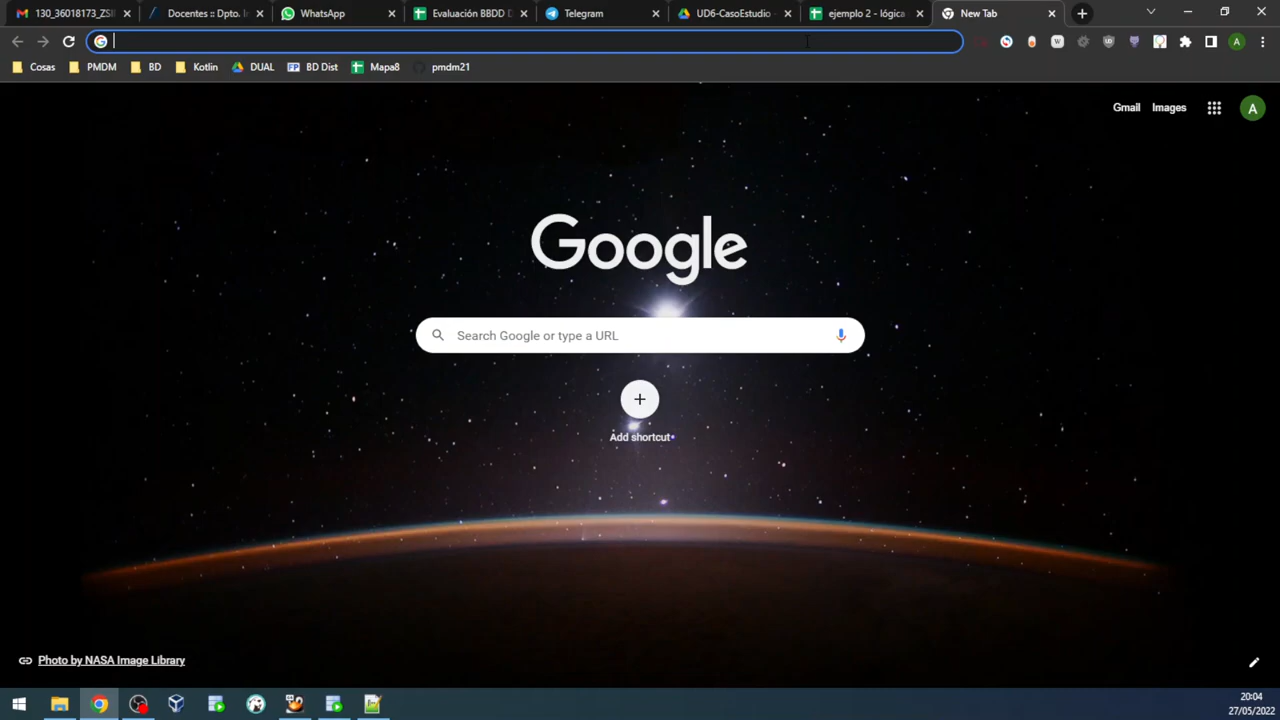 130_36018173_ZSI
Docentes :: Dpto. I
WhatsApp
Evaluación BBDD D
Telegram
UD6-CasoEstudio -
ejemplo 2 - lógica
New Tab
Cosas
PMDM
BD
Kotlin
DUAL
BD Dist
Mapa8
pmdm21
Gmail
Images
A
Google
Search Google or type a URL
Add shortcut
Photo by NASA Image Library
20:04
27/05/2022